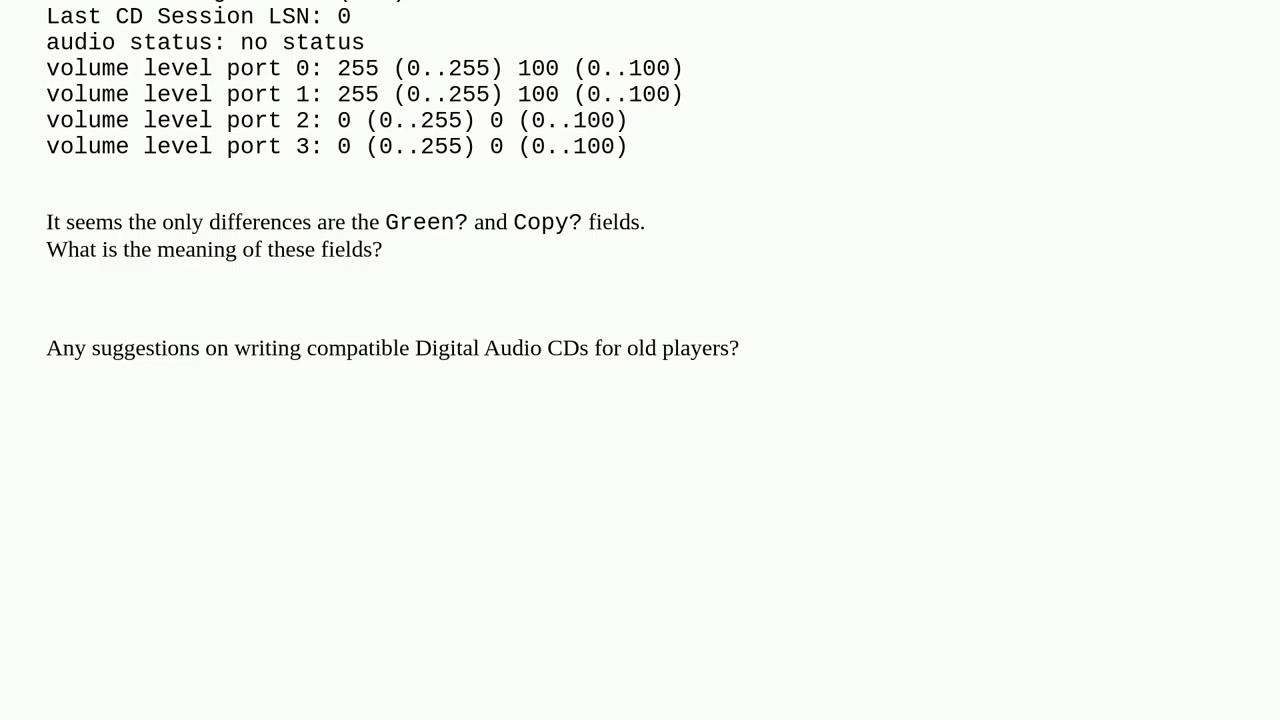 Last CD Session LSN: 0
audio status: no status
volume level port 0: 255 (0..255) 100 (0..100)
volume level port 1: 255 (0..255) 100 (0..100)
volume level port 2: 0 (0..255) 0 (0..100)
volume level port 3: 0 (0..255) 0 (0..100)
It seems the only differences are the Green? and Copy? fields.
What is the meaning of these fields?
Any suggestions on writing compatible Digital Audio CDs for old players?